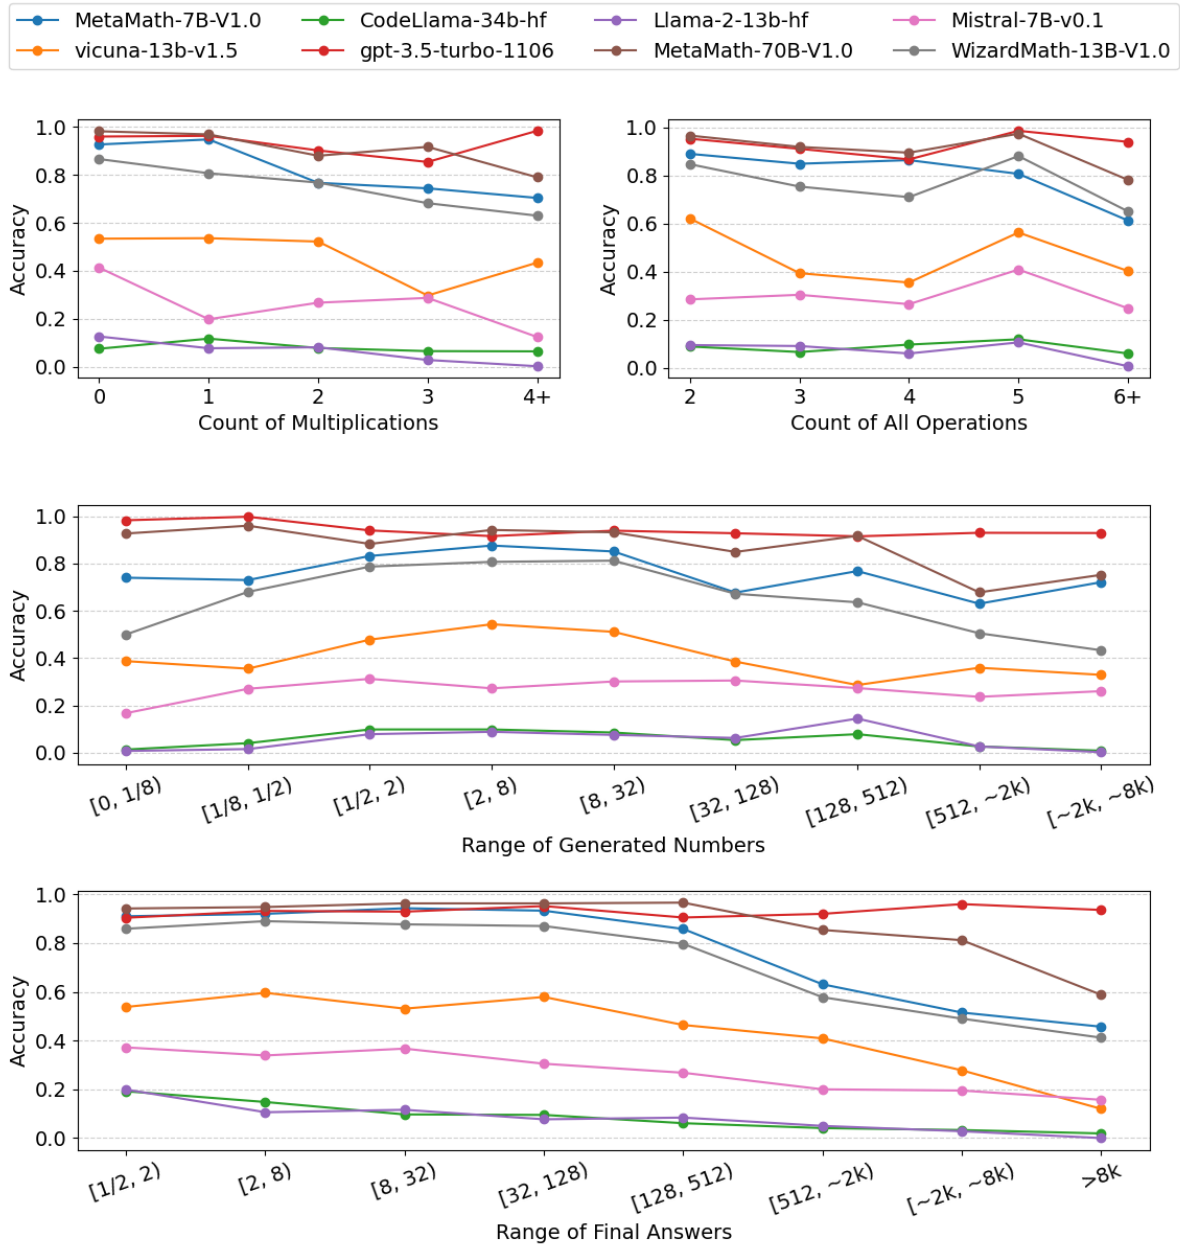 MetaMath-7B-V1.0 CodeLlama-34b-hf Llama-2-13b-hf Mistral-7B-v0.1
vicuna-13b-v1.5 gpt-3.5-turbo-1106 MetaMath-70B-V1.0 WizardMath-13B-V1.0
1.0
0.8
0.6
0.4
0.2
0.0
Accuracy
0 1 2 3 4+
Count of Multiplications
1.0
0.8
0.6
0.4
0.2
0.0
Accuracy
2 3 4 5 6+
Count of All Operations
1.0
0.8
0.6
0.4
0.2
0.0
Accuracy
[0, 1/8) [1/8, 1/2) [1/2, 2) [2, 8) [8, 32) [32, 128) [128, 512) [512, ~2k) [~2k, ~8k)
Range of Generated Numbers
1.0
0.8
0.6
0.4
0.2
0.0
Accuracy
[1/2, 2) [2, 8) [8, 32) [32, 128) [128, 512) [512, ~2k) [~2k, ~8k) >8k
Range of Final Answers